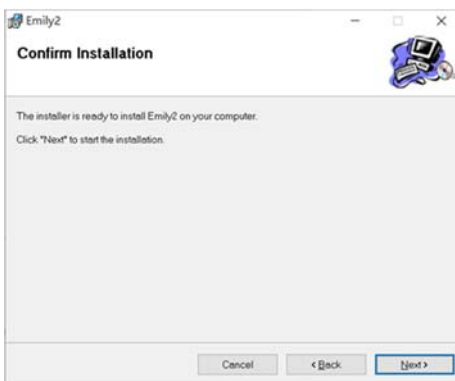 Emily2
Confirm Installation
The installer is ready to install Emily2 on your computer.
Click "Next" to start the installation.
Cancel
< Back
Next >